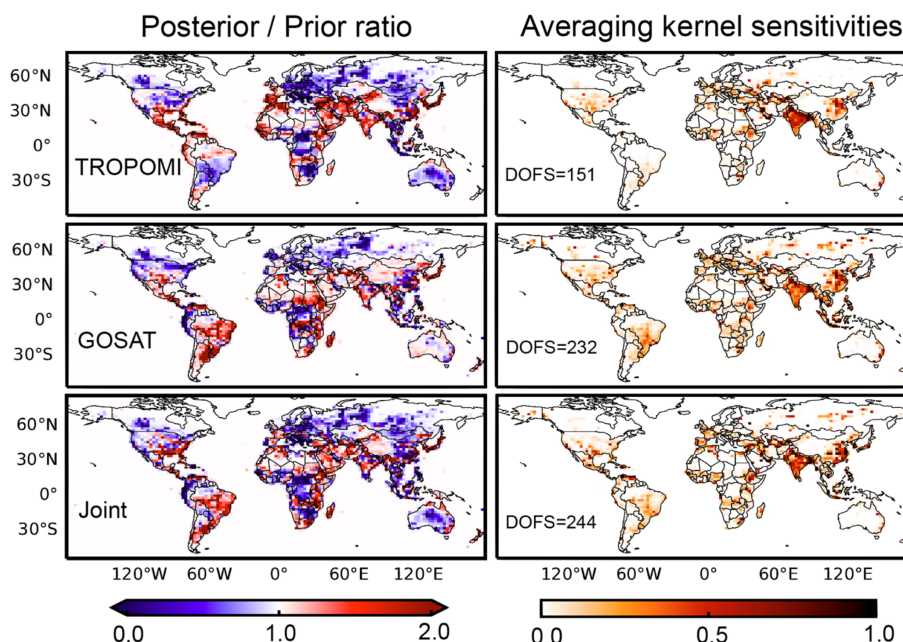 Posterior / Prior ratio
Averaging kernel sensitivities
60°N
30°N
0°
30°S
TROPOMI
DOFS=151
60°N
30°N
0°
30°S
GOSAT
DOFS=232
60°N
30°N
0°
30°S
Joint
DOFS=244
120°W 60°W 0° 60°E 120°E
120°W 60°W 0° 60°E 120°E
0.0 1.0 2.0
0.0 0.5 1.0